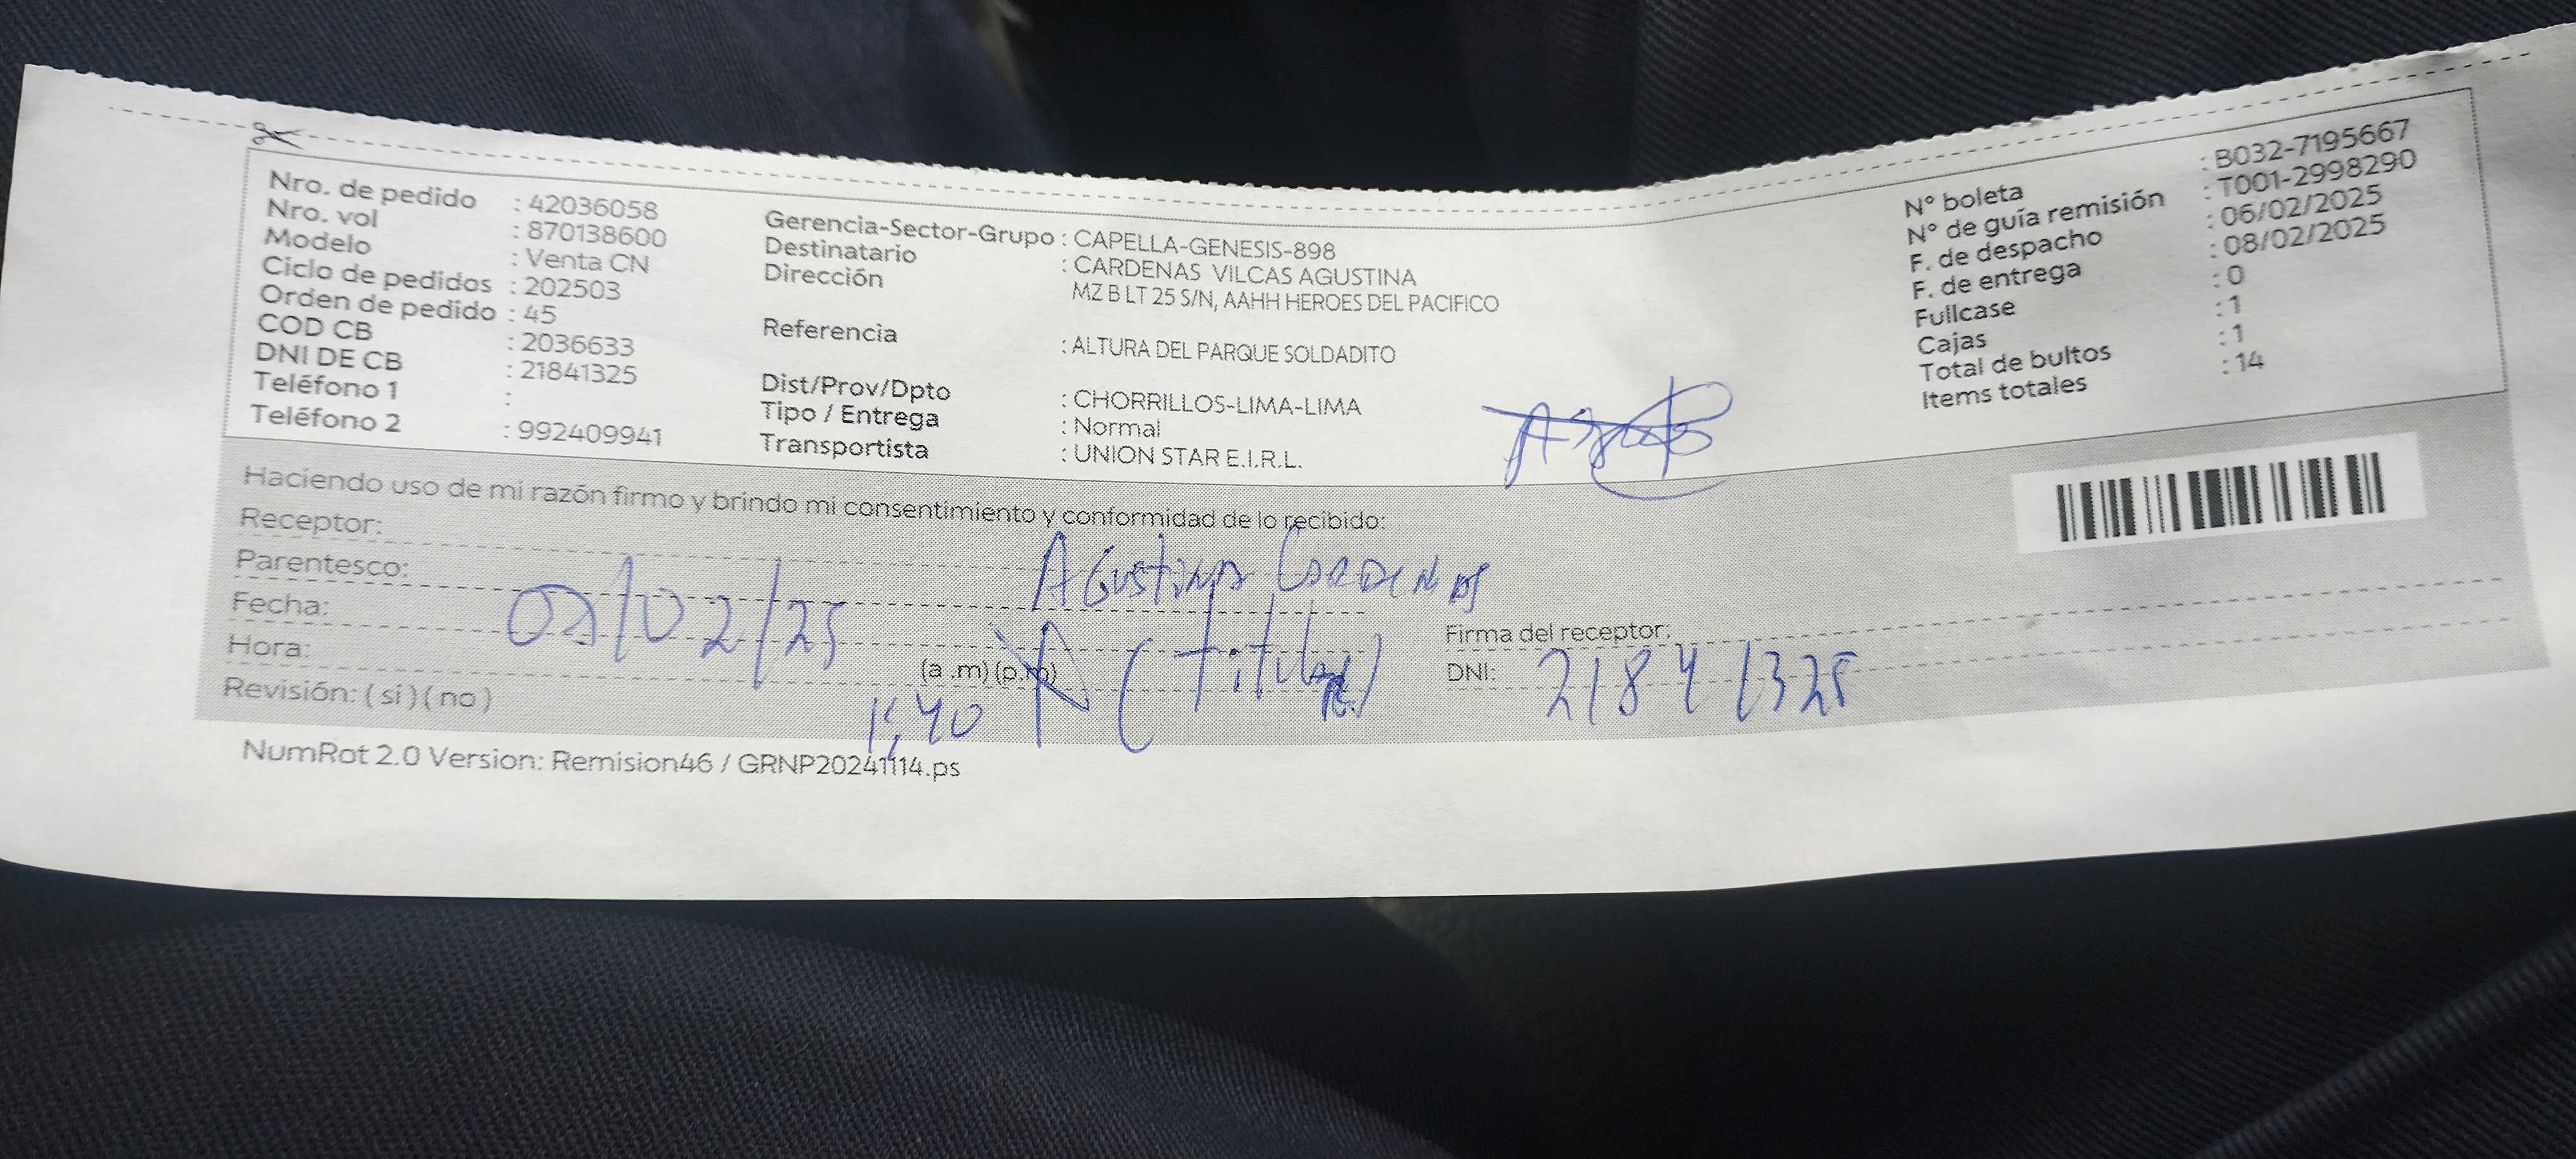 Nro. de pedido : 42036058
Nro. vol : 870138600
Modelo : Venta CN
Ciclo de pedidos : 202503
Orden de pedido : 45
COD CB : 2036633
DNI DE CB : 21841325
Teléfono 1 :
Teléfono 2 : 992409941
Gerencia-Sector-Grupo : CAPELLA-GENESIS-898
Destinatario : CARDENAS VILCAS AGUSTINA
Dirección MZ B LT 25 S/N, AAHH HEROES DEL PACIFICO
Referencia : ALTURA DEL PARQUE SOLDADITO
Dist/Prov/Dpto : CHORRILLOS-LIMA-LIMA
Tipo / Entrega : Normal
Transportista : UNION STAR E.I.R.L.
N° boleta : B032-7195667
N° de guía remisión : T001-2998290
F. de despacho : 06/02/2025
F. de entrega : 08/02/2025
Fullcase : 0
Cajas : 1
Total de bultos : 1
Items totales : 14
Haciendo uso de mi razón firmo y brindo mi consentimiento y conformidad de lo recibido:
Receptor: Agustina Cardenas
Parentesco: (titular)
Fecha: /02/25
Hora: 1:40 (a .m) (p.m)
Revisión: ( si ) ( no )
Firma del receptor:
DNI: 21841325
NumRot 2.0 Version: Remision46 / GRNP20241114.ps